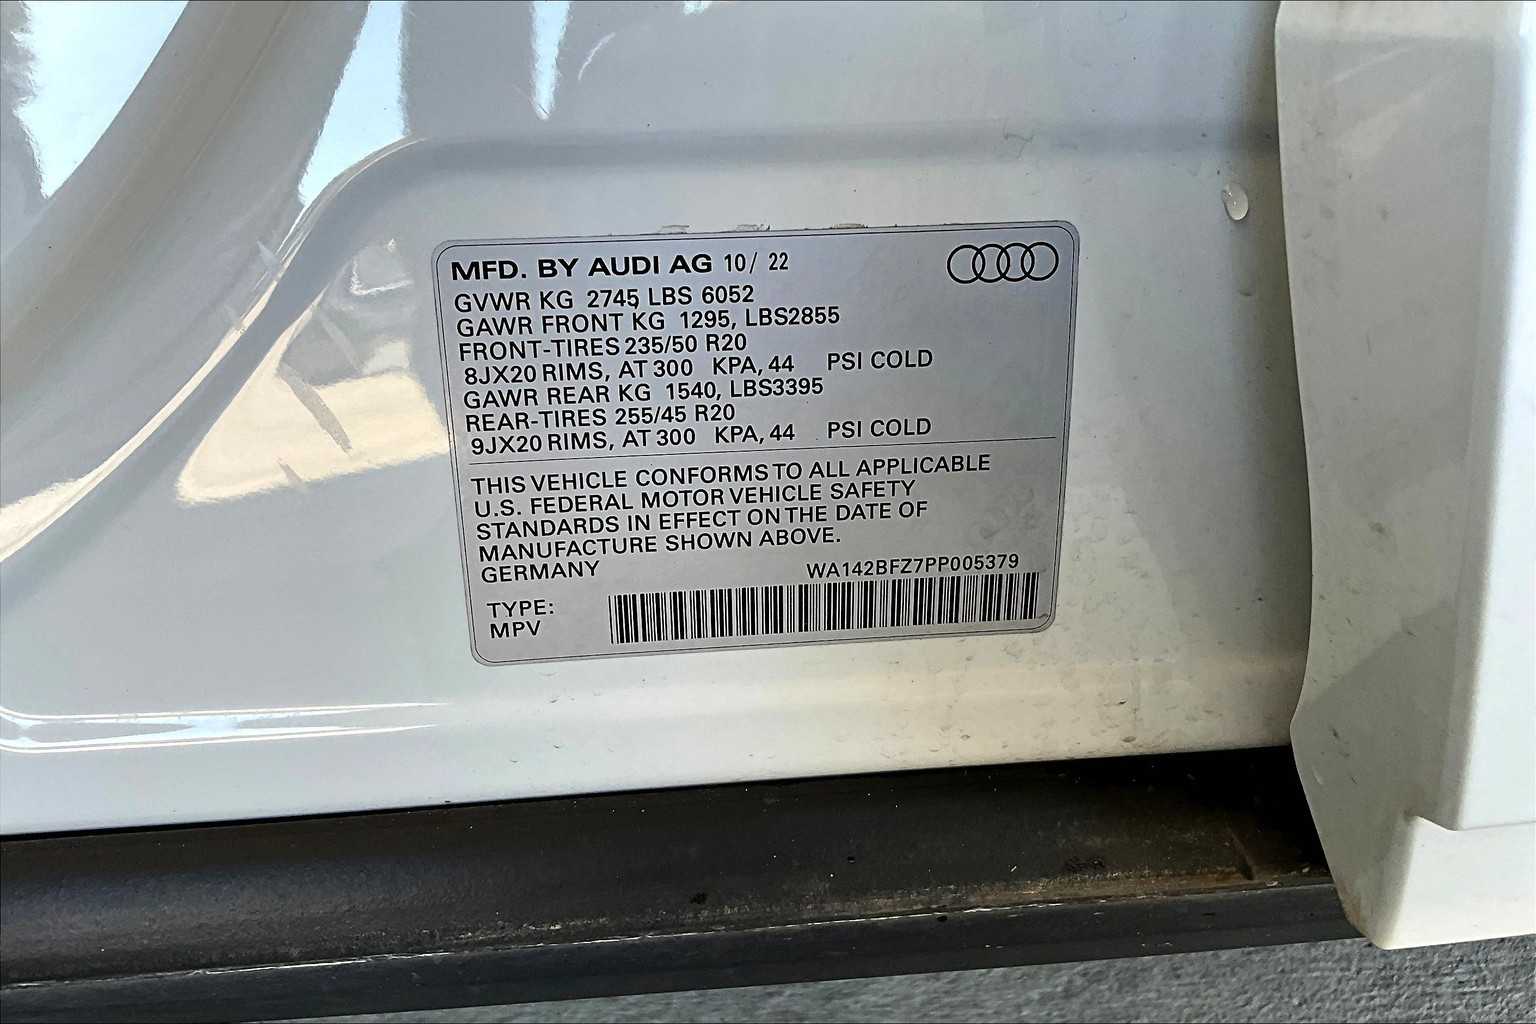 MFD. BY AUDI AG 10/ 22
GVWR KG 2745 LBS 6052
GAWR FRONT KG 1295, LBS2855
FRONT-TIRES 235/50 R20
8JX20 RIMS, AT 300 KPA, 44 PSI COLD
GAWR REAR KG 1540, LBS3395
REAR-TIRES 255/45 R20
9JX20 RIMS, AT 300 KPA, 44 PSI COLD
THIS VEHICLE CONFORMS TO ALL APPLICABLE
U.S. FEDERAL MOTOR VEHICLE SAFETY
STANDARDS IN EFFECT ON THE DATE OF
MANUFACTURE SHOWN ABOVE.
GERMANY WA142BFZ7PP005379
TYPE:
MPV